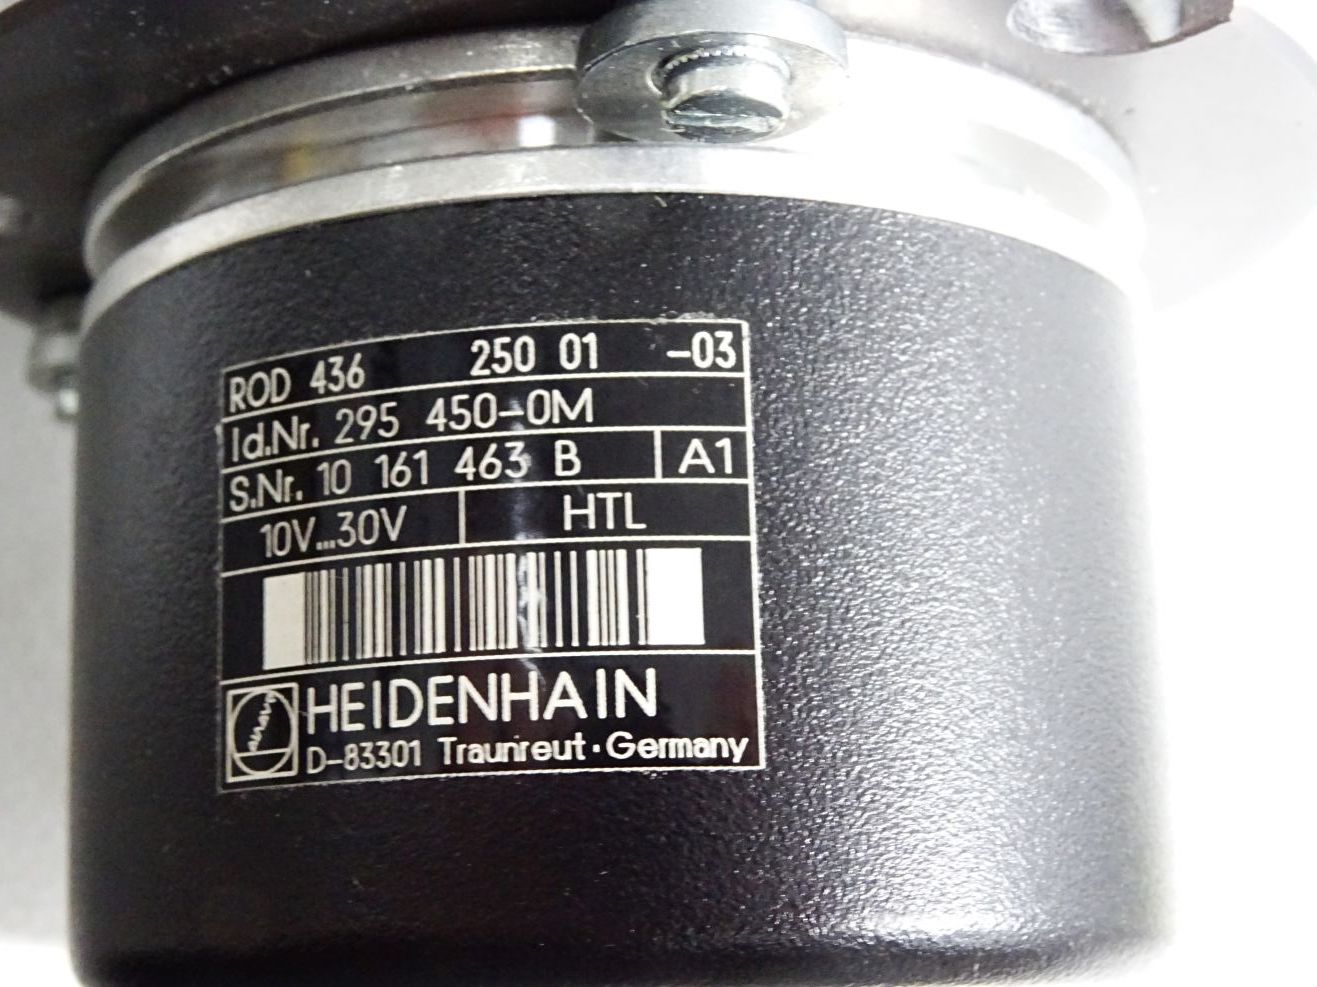 ROD 436 250 01 -03
Id.Nr. 295 450-0M
S.Nr. 10 161 463 B A1
10V...30V HTL
HEIDENHAIN
D-83301 Traunreut · Germany